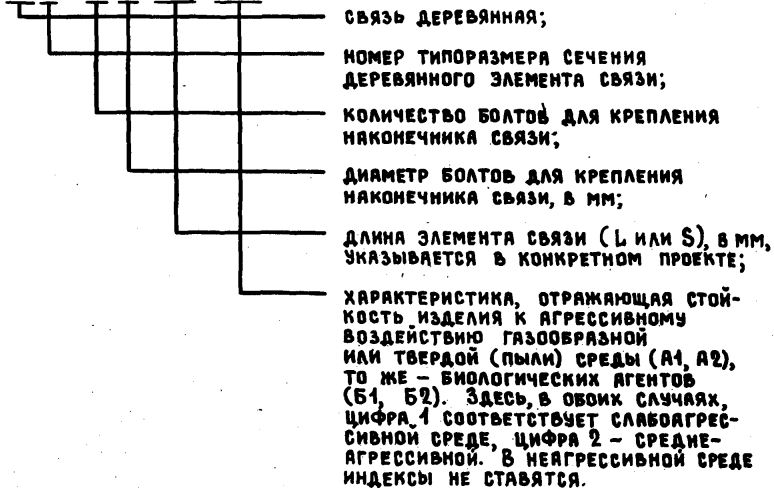 СВЯЗЬ ДЕРЕВЯННАЯ;
НОМЕР ТИПОРАЗМЕРА СЕЧЕНИЯ
ДЕРЕВЯННОГО ЭЛЕМЕНТА СВЯЗИ;
КОЛИЧЕСТВО БОЛТОВ ДЛЯ КРЕПЛЕНИЯ
НАКОНЕЧНИКА СВЯЗИ;
ДИАМЕТР БОЛТОВ ДЛЯ КРЕПЛЕНИЯ
НАКОНЕЧНИКА СВЯЗИ, В ММ;
ДЛИНА ЭЛЕМЕНТА СВЯЗИ (L ИЛИ S), В ММ,
УКАЗЫВАЕТСЯ В КОНКРЕТНОМ ПРОЕКТЕ;
ХАРАКТЕРИСТИКА, ОТРАЖАЮЩАЯ СТОЙ-
КОСТЬ ИЗДЕЛИЯ К АГРЕССИВНОМУ
ВОЗДЕЙСТВИЮ ГАЗООБРАЗНОЙ
ИЛИ ТВЕРДОЙ (ПЫЛИ) СРЕДЫ (А1, А2),
ТО ЖЕ – БИОЛОГИЧЕСКИХ АГЕНТОВ
(Б1, Б2). ЗДЕСЬ, В ОБОИХ СЛУЧАЯХ,
ЦИФРА 1 СООТВЕТСТВУЕТ СЛАБОАГРЕС-
СИВНОЙ СРЕДЕ, ЦИФРА 2 – СРЕДНЕ-
АГРЕССИВНОЙ. В НЕАГРЕССИВНОЙ СРЕДЕ
ИНДЕКСЫ НЕ СТАВЯТСЯ.